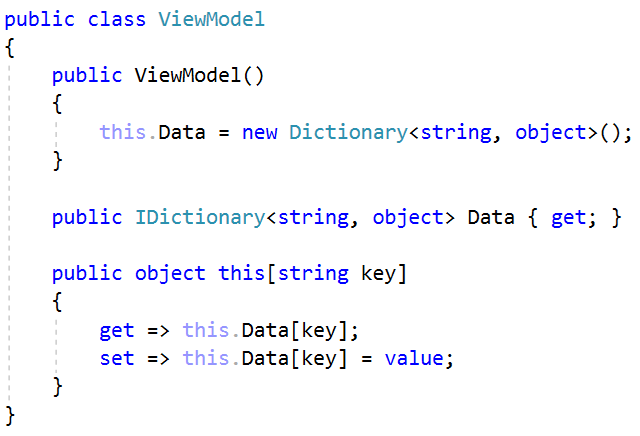 public class ViewModel
{
    public ViewModel()
    {
        this.Data = new Dictionary<string, object>();
    }

    public IDictionary<string, object> Data { get; }

    public object this[string key]
    {
        get => this.Data[key];
        set => this.Data[key] = value;
    }
}